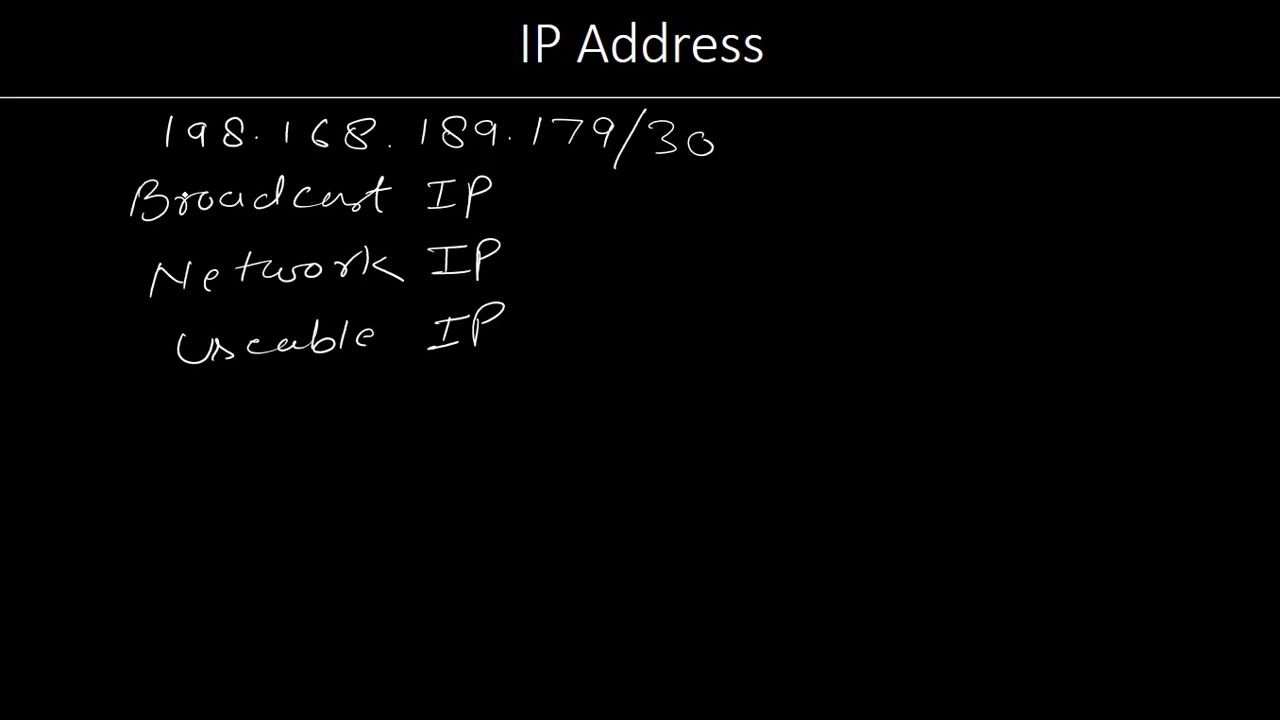 IP Address
198.168.189.179/30
Broadcast IP
Network IP
Useable IP